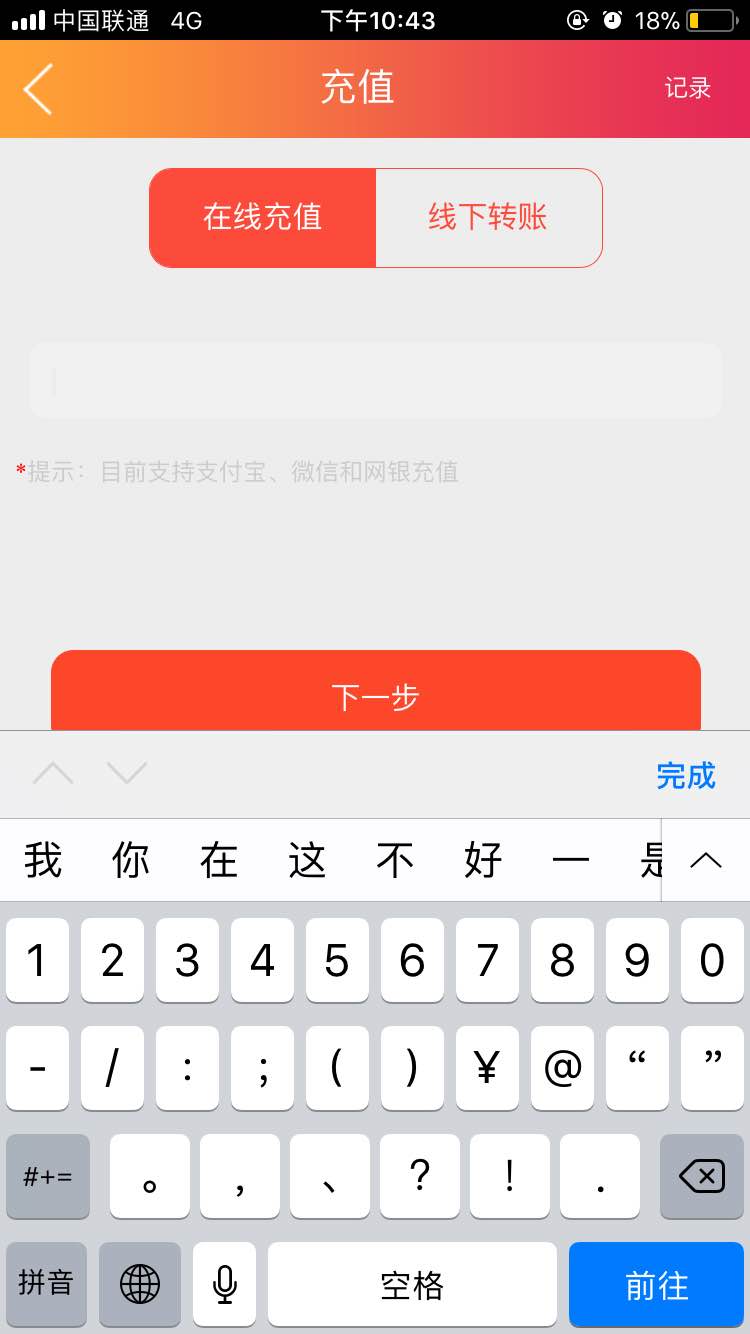 中国联通 4G 下午10:43 18%
充值 记录
在线充值 线下转账
*提示：目前支持支付宝、微信和网银充值
下一步
完成
我 你 在 这 不 好 一 是
1 2 3 4 5 6 7 8 9 0
- / : ; ( ) ¥ @ “ ”
#+= 。 ， 、 ? ! .
拼音 空格 前往